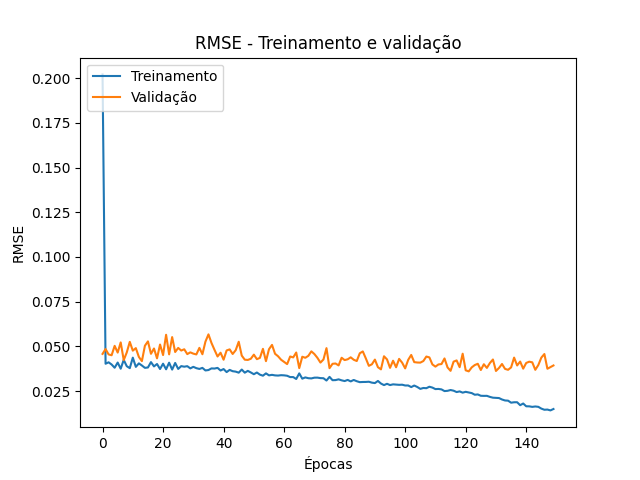 RMSE - Treinamento e validação
Treinamento
Validação
0.200
0.175
0.150
0.125
0.100
0.075
0.050
0.025
RMSE
0 20 40 60 80 100 120 140
Épocas